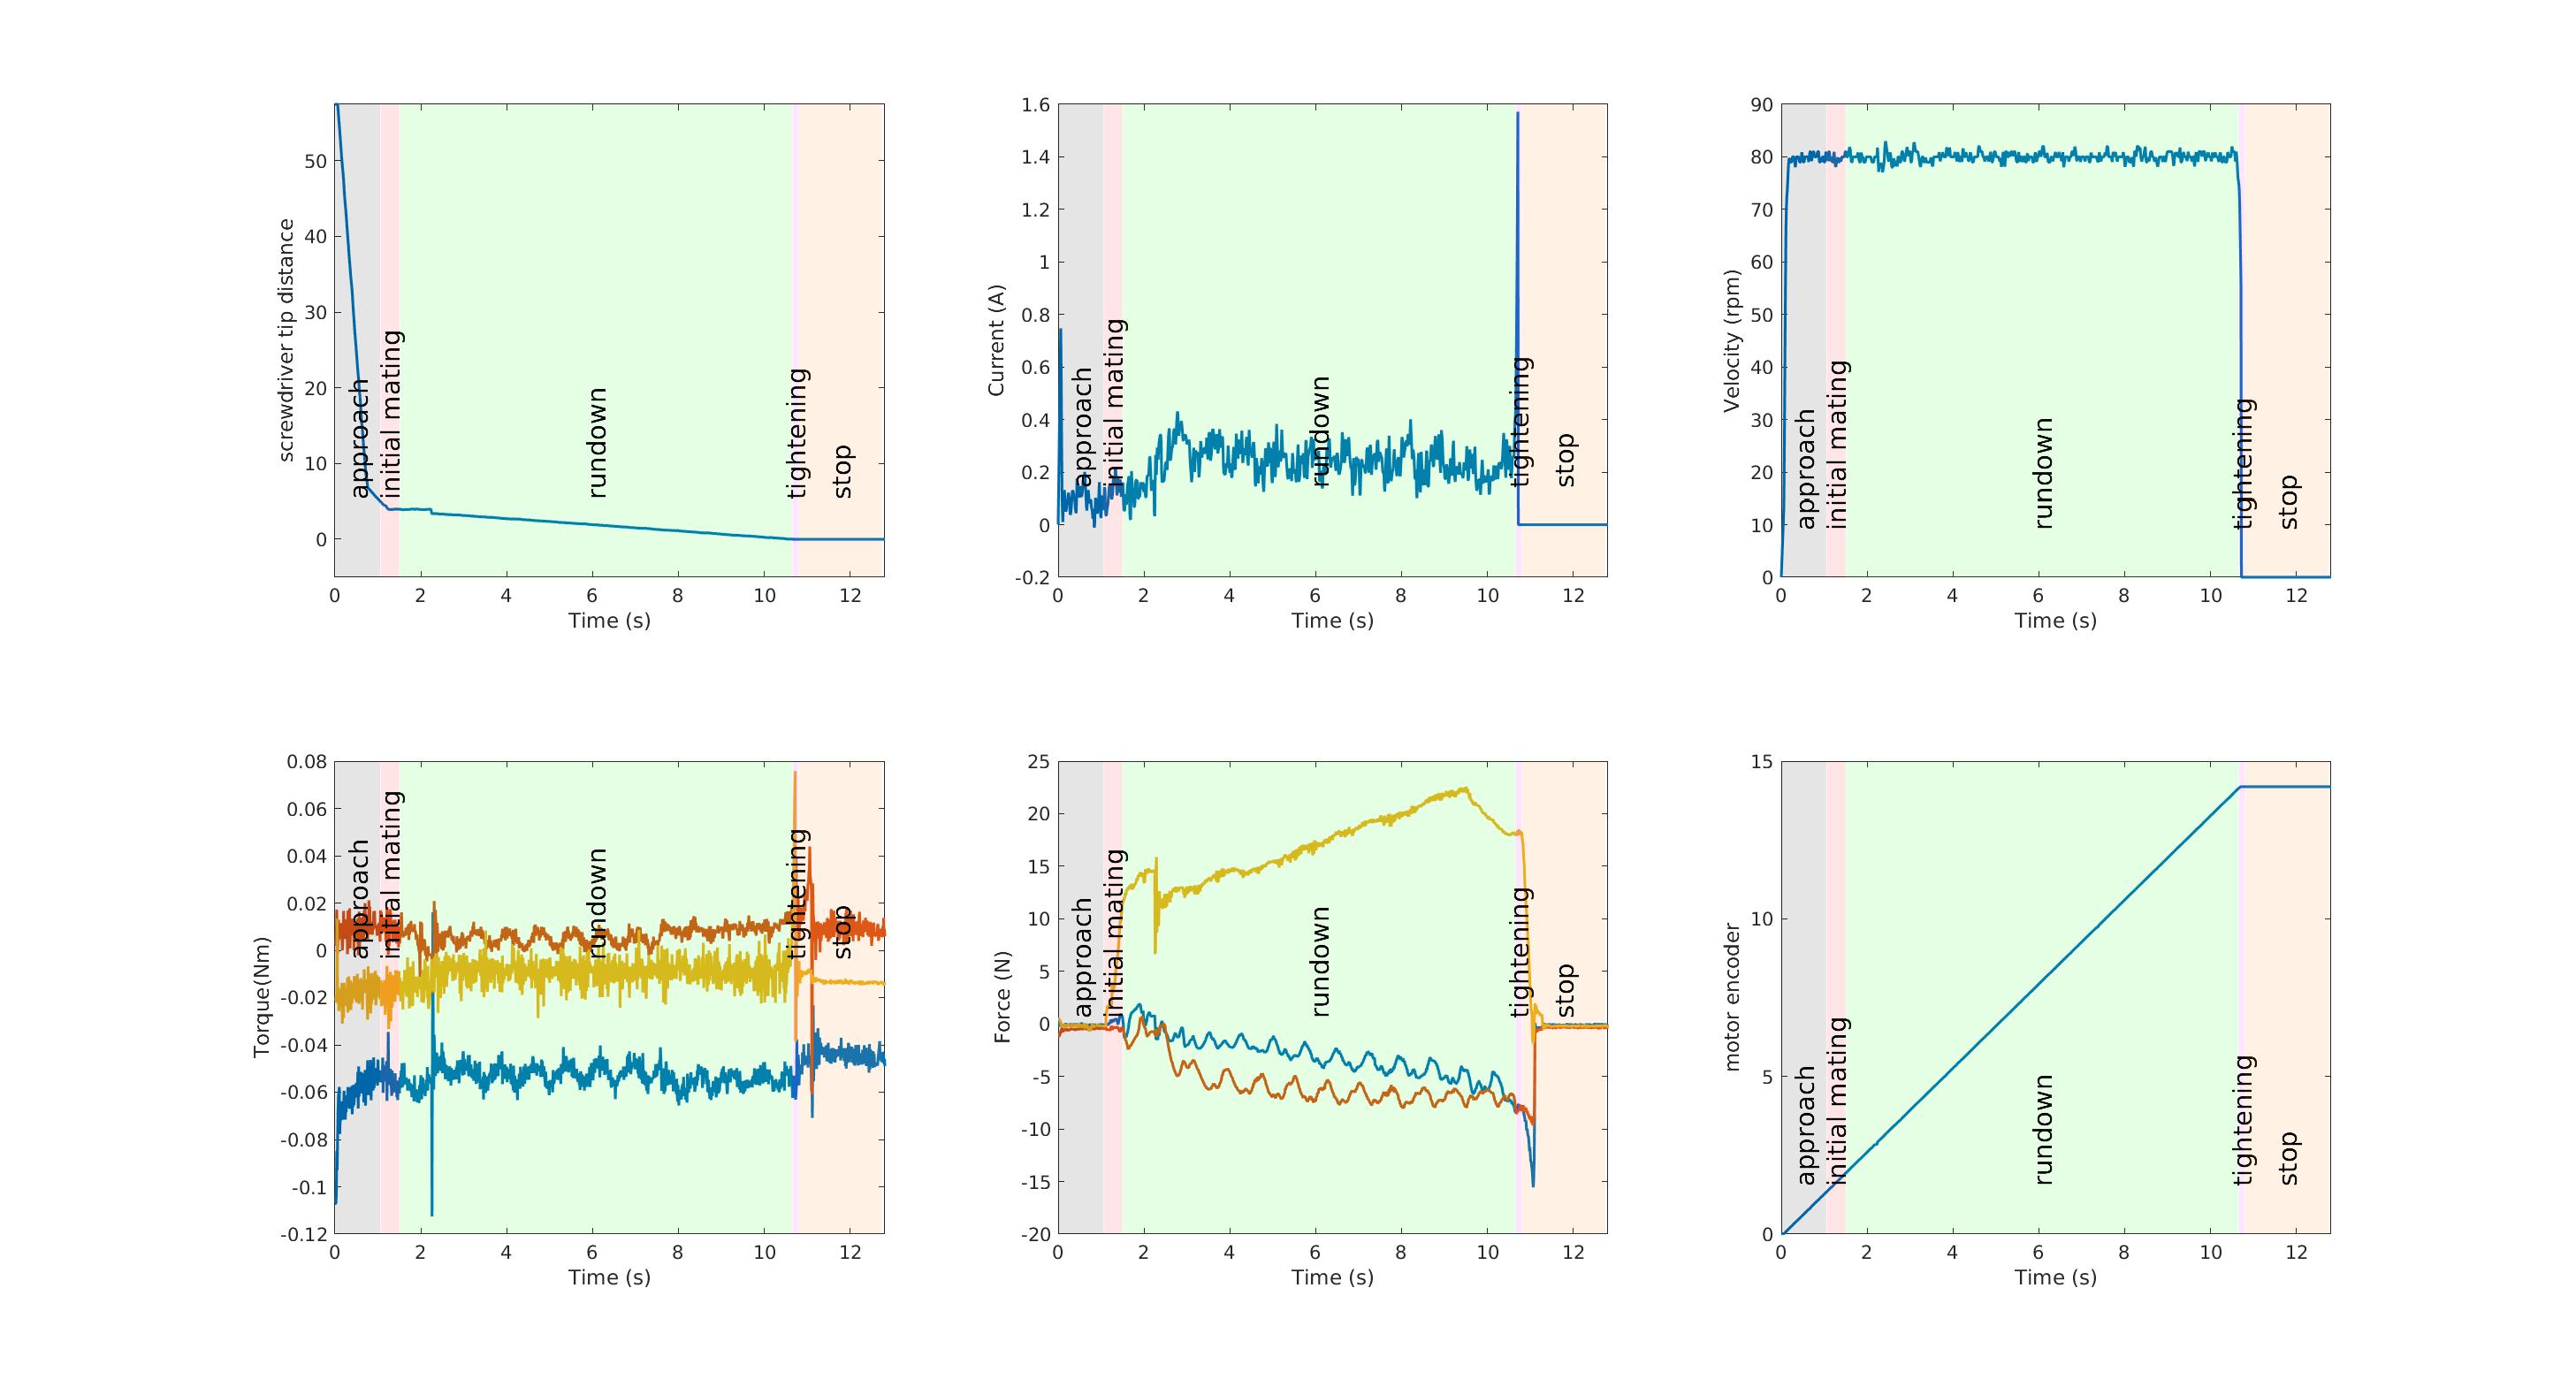 screwdriver tip distance
50
40
30
20
10
0
approach
initial mating
rundown
tightening
stop
0 2 4 6 8 10 12
Time (s)
Current (A)
1.6
1.4
1.2
1
0.8
0.6
0.4
0.2
0
-0.2
approach
initial mating
rundown
tightening
stop
0 2 4 6 8 10 12
Time (s)
Velocity (rpm)
90
80
70
60
50
40
30
20
10
0
approach
initial mating
rundown
tightening
stop
0 2 4 6 8 10 12
Time (s)
Torque(Nm)
0.08
0.06
0.04
0.02
0
-0.02
-0.04
-0.06
-0.08
-0.1
-0.12
approach
initial mating
rundown
tightening
stop
0 2 4 6 8 10 12
Time (s)
Force (N)
25
20
15
10
5
0
-5
-10
-15
-20
approach
initial mating
rundown
tightening
stop
0 2 4 6 8 10 12
Time (s)
motor encoder
15
10
5
0
approach
initial mating
rundown
tightening
stop
0 2 4 6 8 10 12
Time (s)